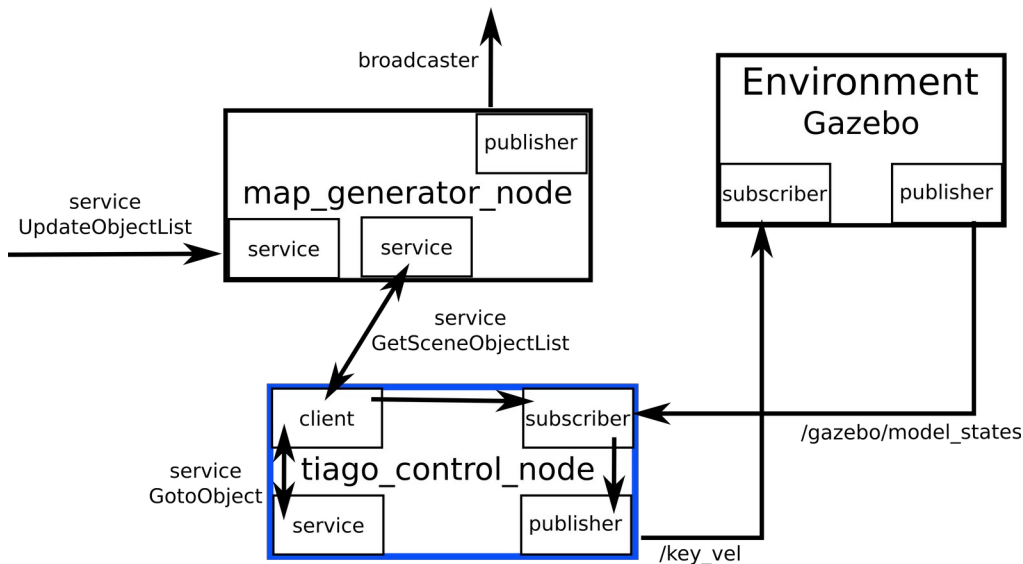 broadcaster
Environment
Gazebo
publisher
map_generator_node
subscriber
publisher
service
UpdateObjectList
service
service
service
GetSceneObjectList
client
subscriber
/gazebo/model_states
service
GotoObject
tiago_control_node
service
publisher
/key_vel